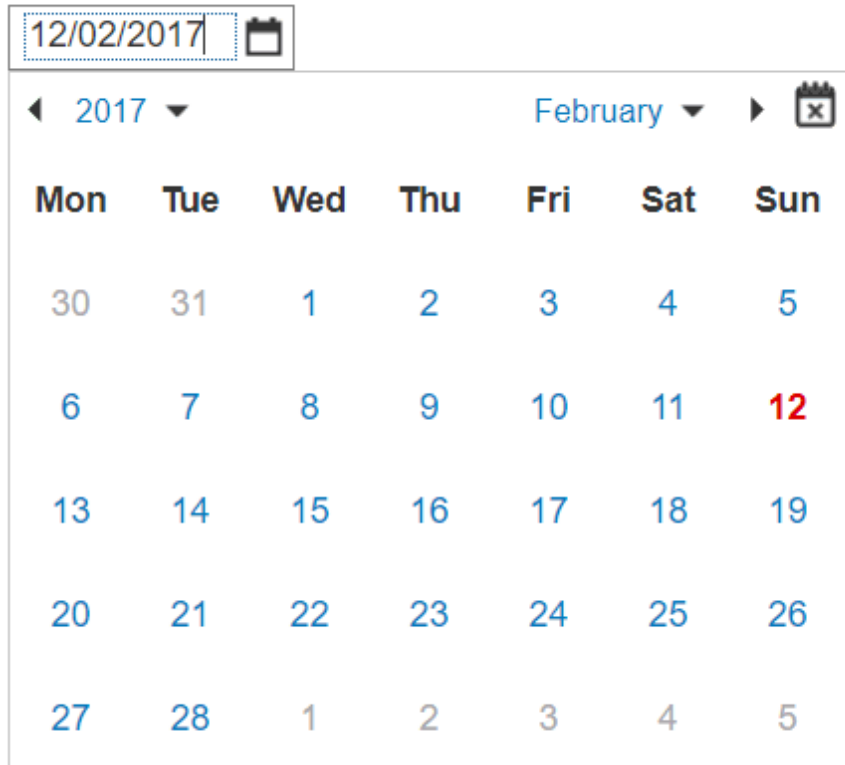 12/02/2017
2017 February
Mon Tue Wed Thu Fri Sat Sun
30 31 1 2 3 4 5
6 7 8 9 10 11 12
13 14 15 16 17 18 19
20 21 22 23 24 25 26
27 28 1 2 3 4 5